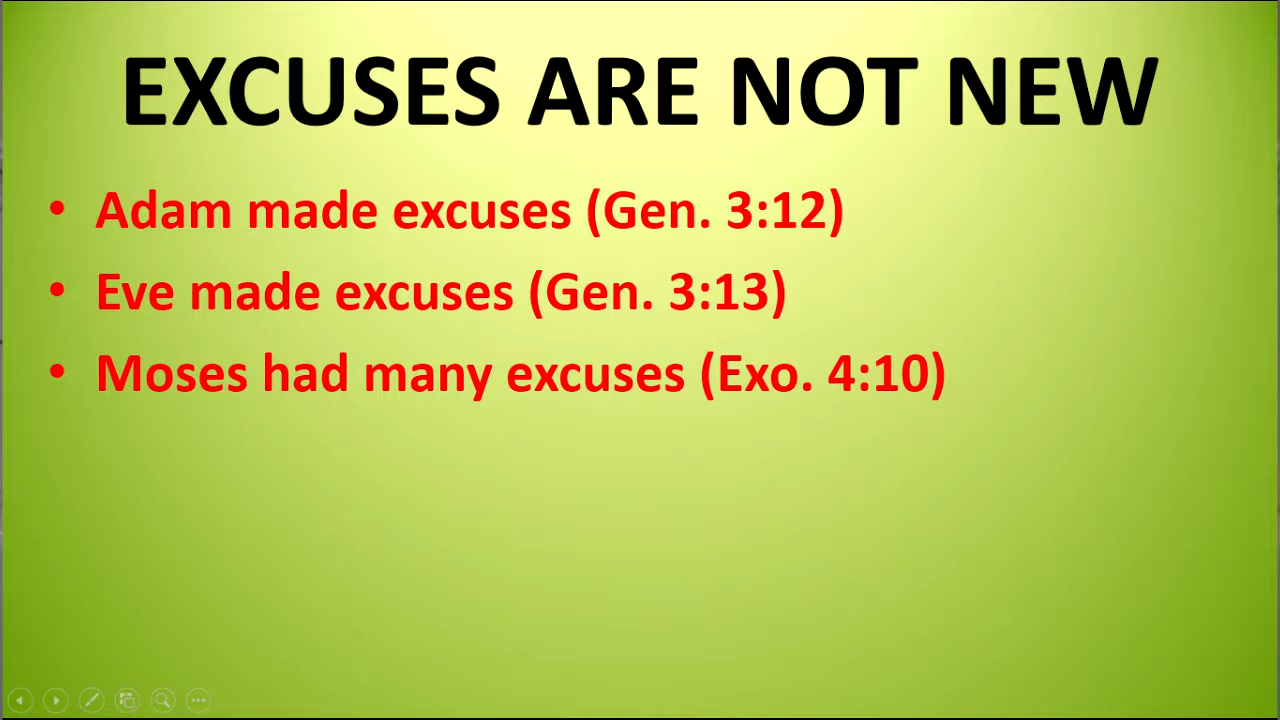 EXCUSES ARE NOT NEW
• Adam made excuses (Gen. 3:12)
• Eve made excuses (Gen. 3:13)
• Moses had many excuses (Exo. 4:10)